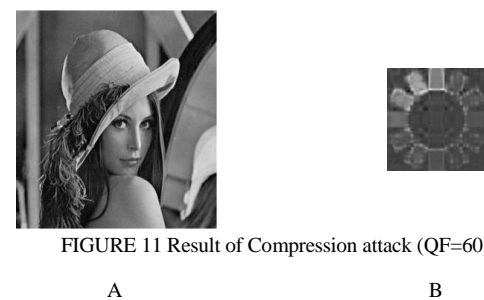 FIGURE 11 Result of Compression attack (QF=60)
A B